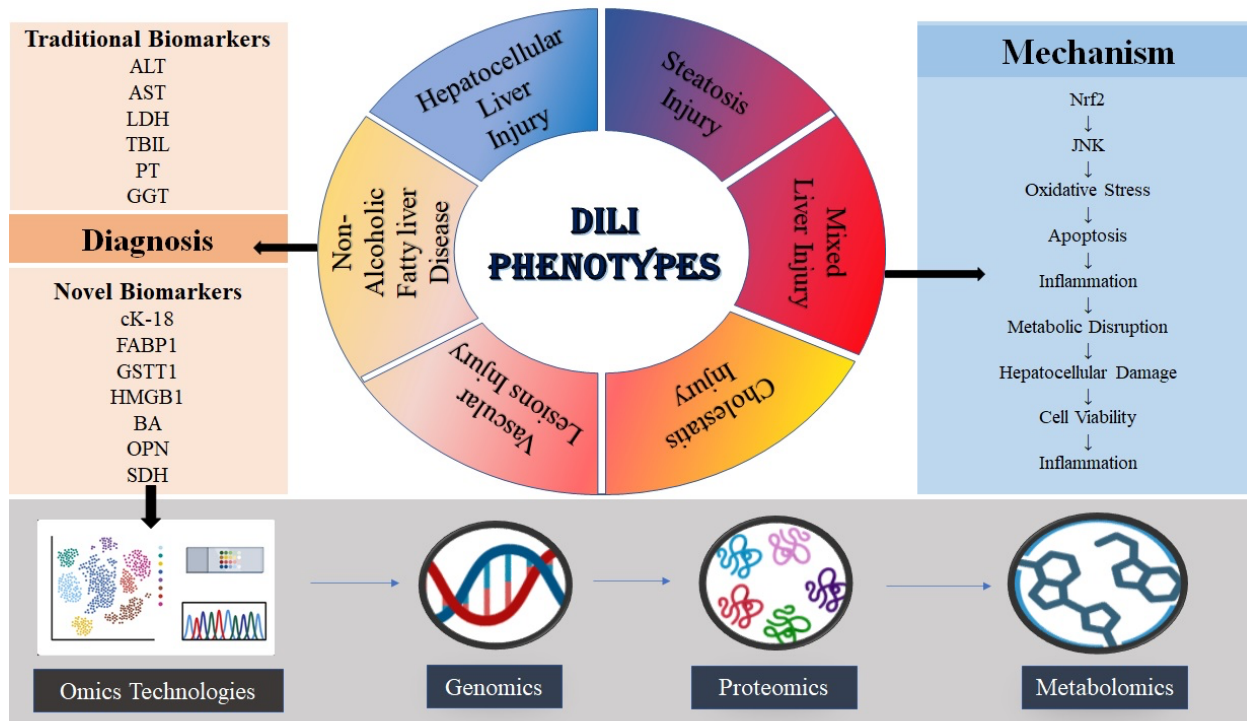 Traditional Biomarkers
ALT
AST
LDH
TBIL
PT
GGT
Diagnosis
Novel Biomarkers
cK-18
FABP1
GSTT1
HMGB1
BA
OPN
SDH
Hepatocellular
Liver
Injury
Steatosis
Injury
Mixed
Liver Injury
Cholestatis
Injury
Vascular
Lesions Injury
Non-
Alcoholic
Fatty liver
Disease
DILI
PHENOTYPES
Mechanism
Nrf2
↓
JNK
↓
Oxidative Stress
↓
Apoptosis
↓
Inflammation
↓
Metabolic Disruption
↓
Hepatocellular Damage
↓
Cell Viability
↓
Inflammation
Omics Technologies
Genomics
Proteomics
Metabolomics